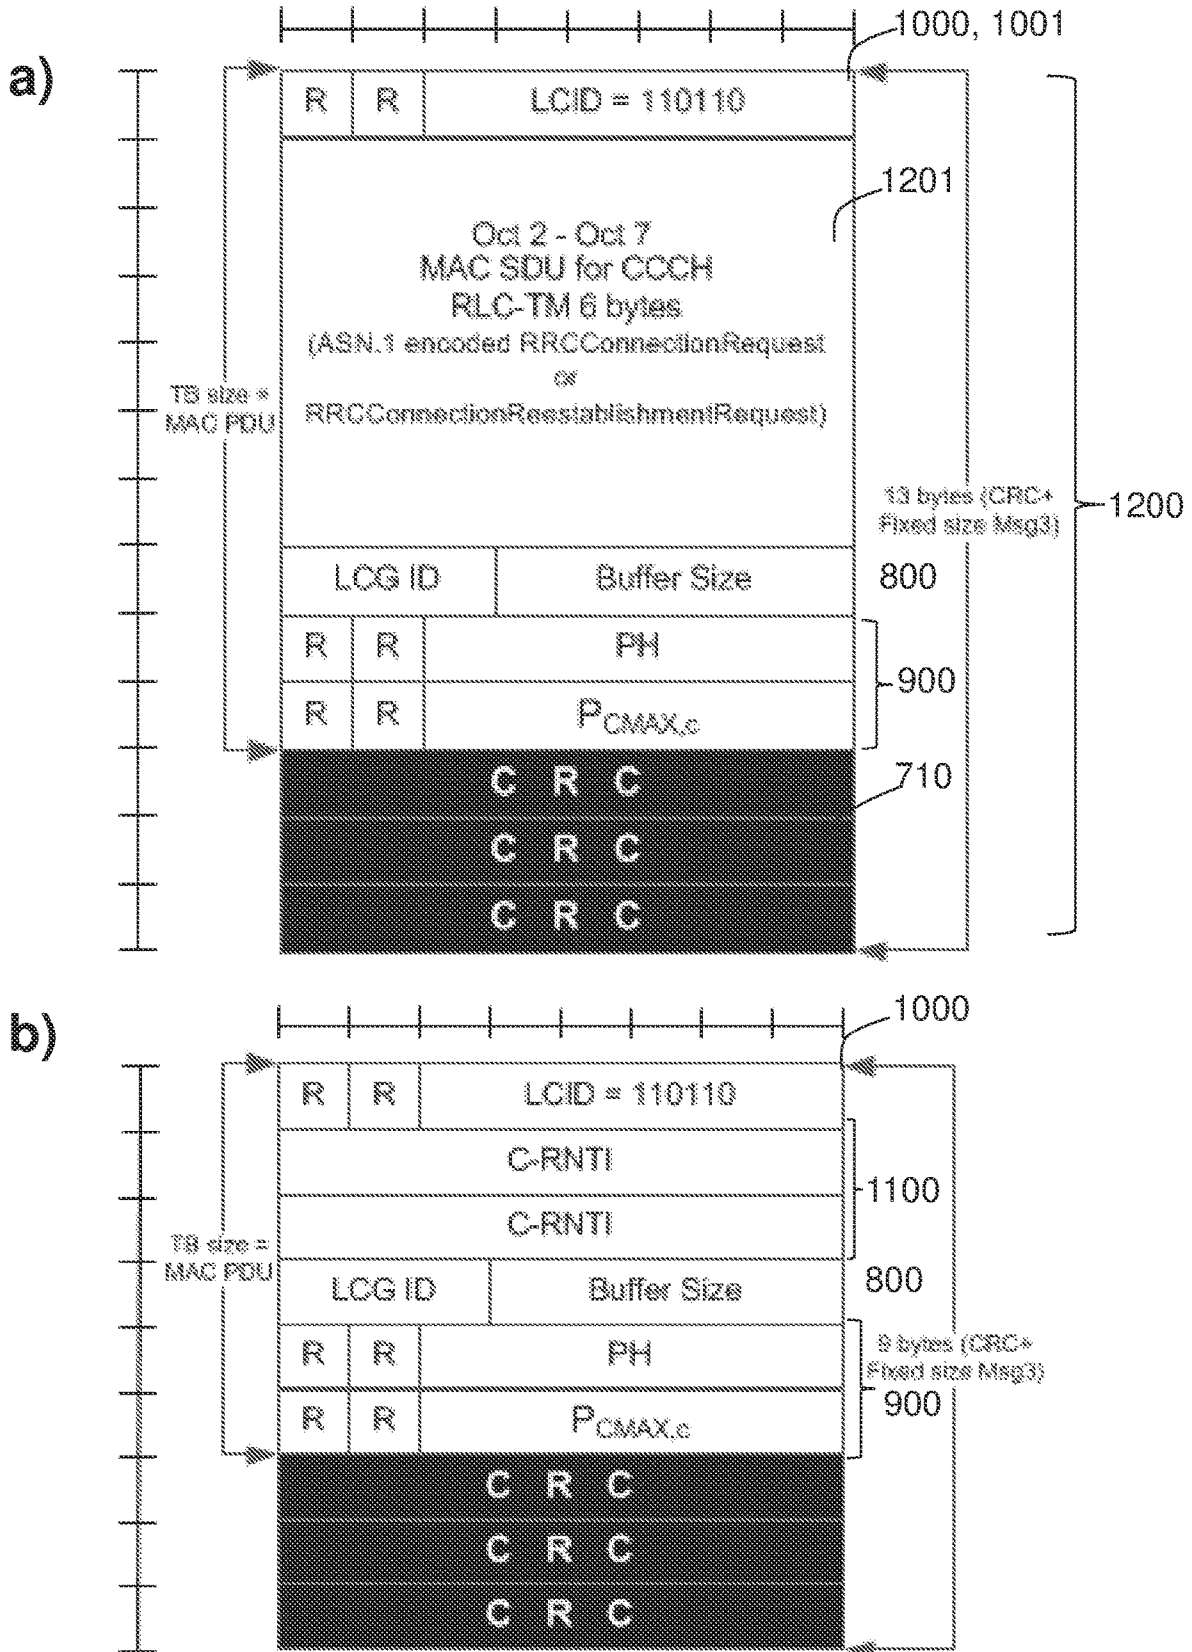 1000, 1001
a)
R R LCID = 110110
1201
Oct 2 - Oct 7
MAC SDU for CCCH
RLC-TM 6 bytes
(ASN.1 encoded RRCConnectionRequest
or
RRCConnectionReestablishmentRequest)
TB size =
MAC PDU
13 bytes (CRC+
Fixed size Msg3)
1200
LCG ID Buffer Size 800
R R PH
900
R R PCMAX,c
C R C
710
C R C
C R C
b)
1000
R R LCID = 110110
C-RNTI
1100
C-RNTI
TB size =
MAC PDU
LCG ID Buffer Size 800
R R PH
9 bytes (CRC+
Fixed size Msg3)
900
R R PCMAX,c
C R C
C R C
C R C